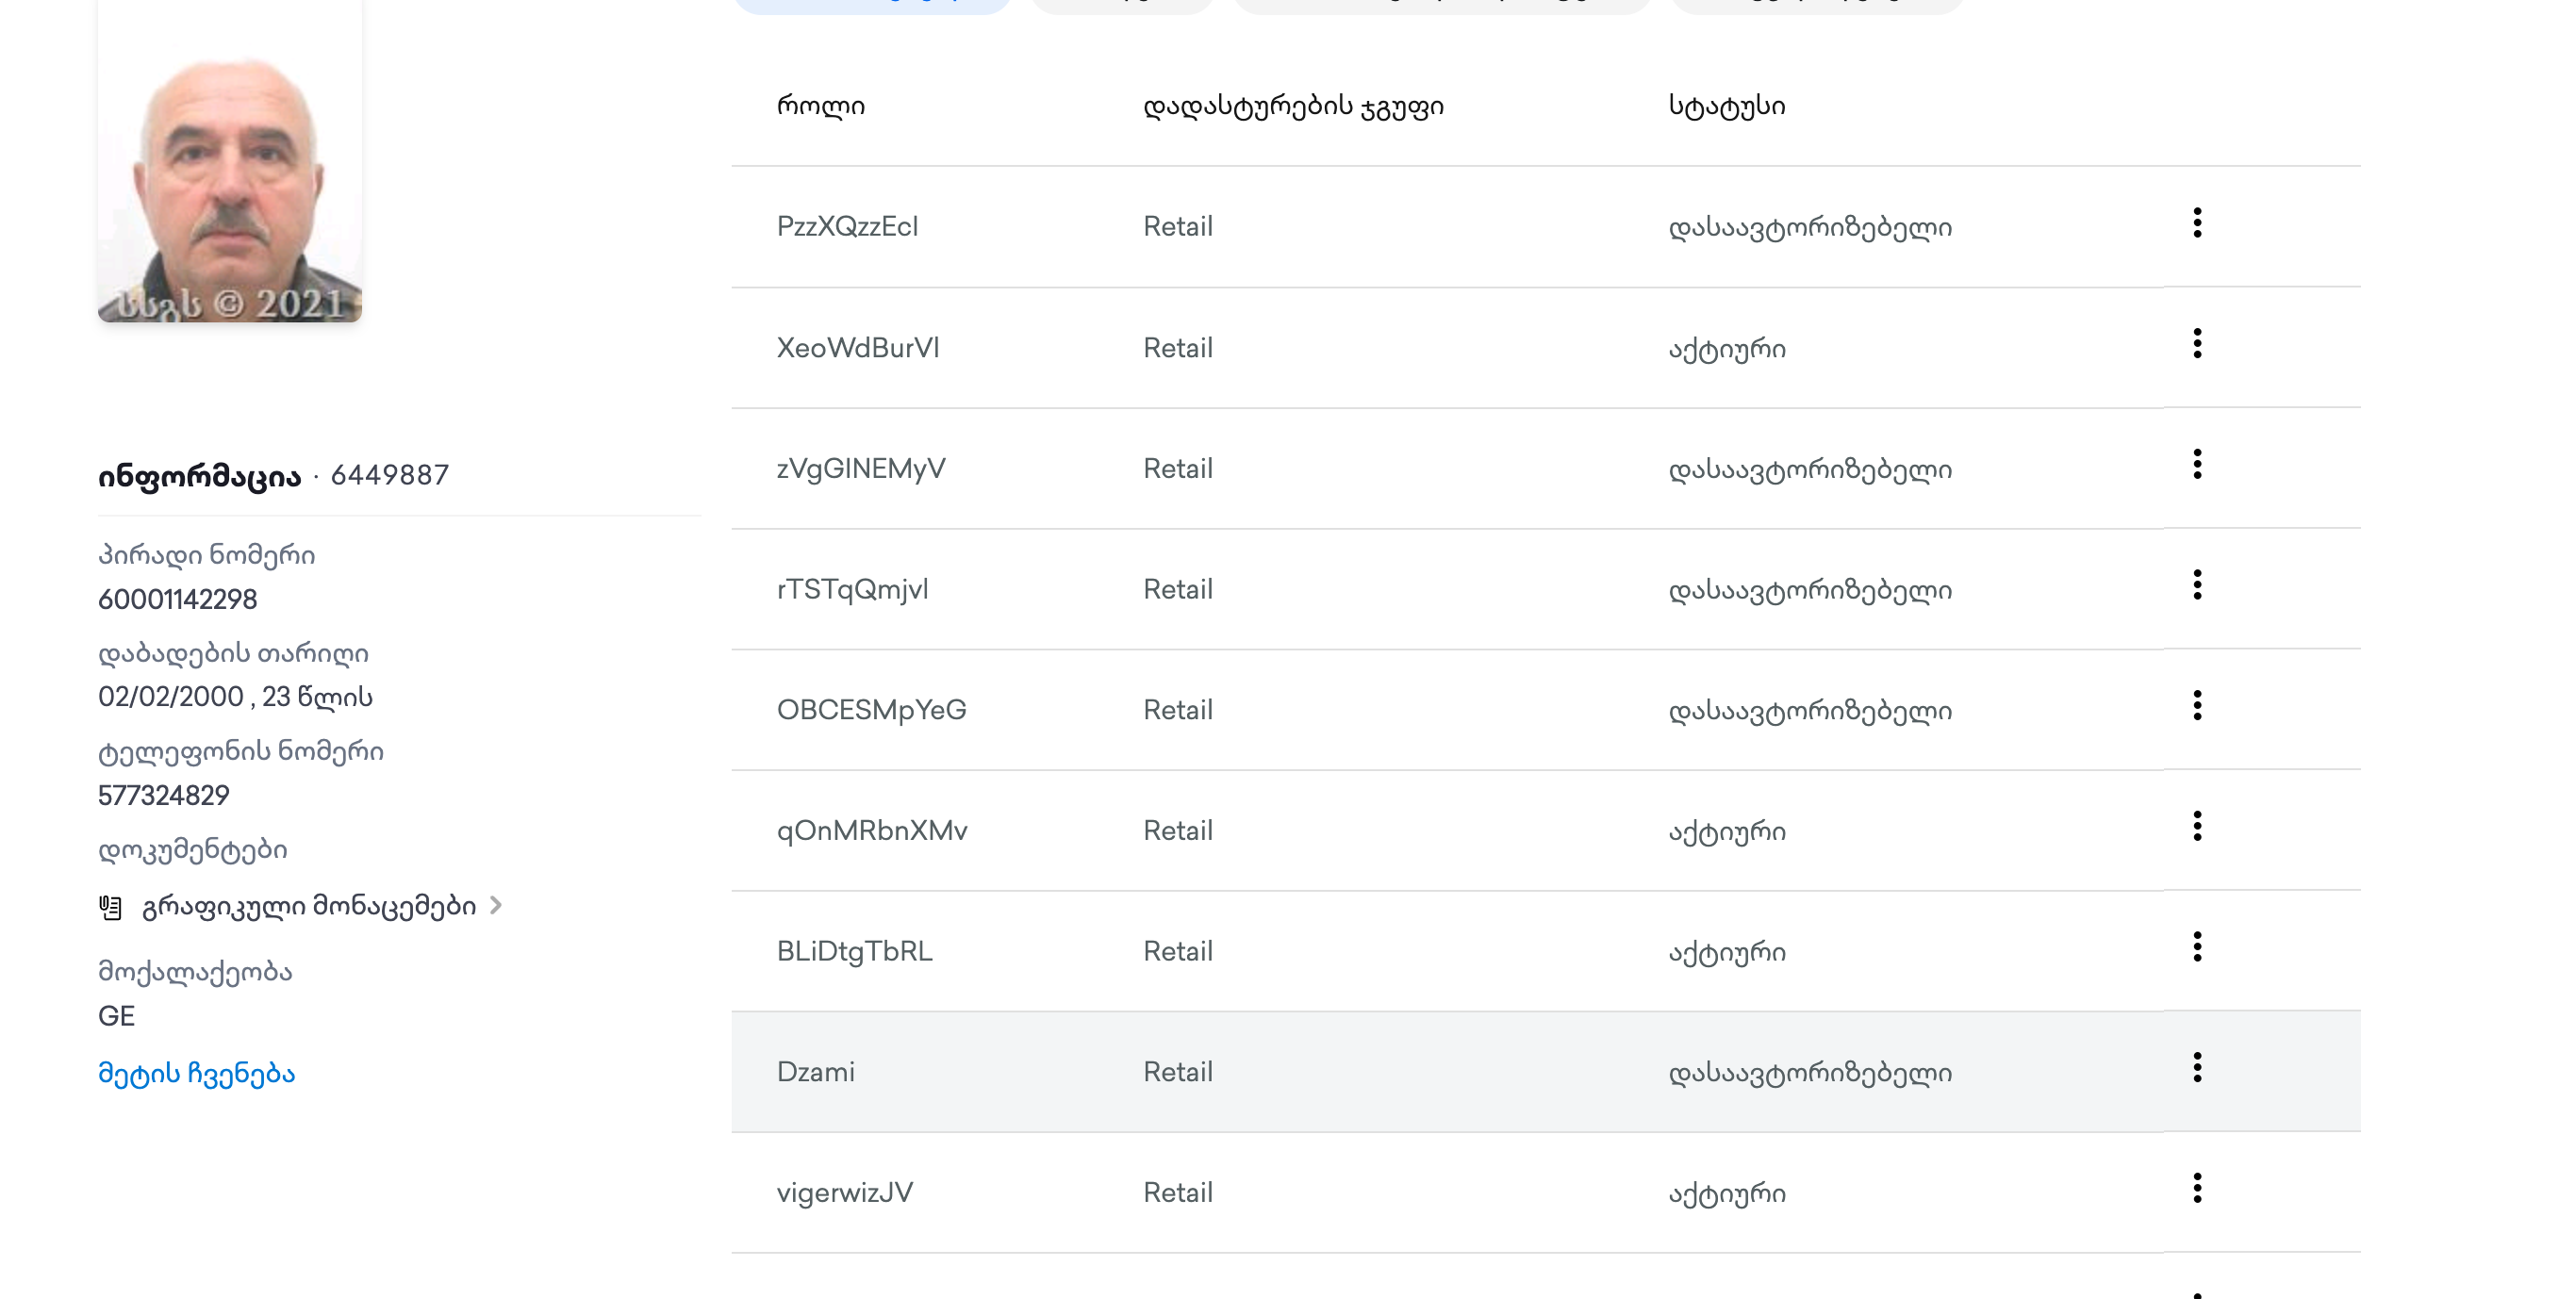 სსგს © 2021
ინფორმაცია · 6449887
პირადი ნომერი
60001142298
დაბადების თარიღი
02/02/2000 , 23 წლის
ტელეფონის ნომერი
577324829
დოკუმენტები
გრაფიკული მონაცემები
მოქალაქეობა
GE
მეტის ჩვენება
როლი დადასტურების ჯგუფი სტატუსი
PzzXQzzEcI Retail დასაავტორიზებელი
XeoWdBurVl Retail აქტიური
zVgGINEMyV Retail დასაავტორიზებელი
rTSTqQmjvl Retail დასაავტორიზებელი
OBCESMpYeG Retail დასაავტორიზებელი
qOnMRbnXMv Retail აქტიური
BLiDtgTbRL Retail აქტიური
Dzami Retail დასაავტორიზებელი
vigerwizJV Retail აქტიური